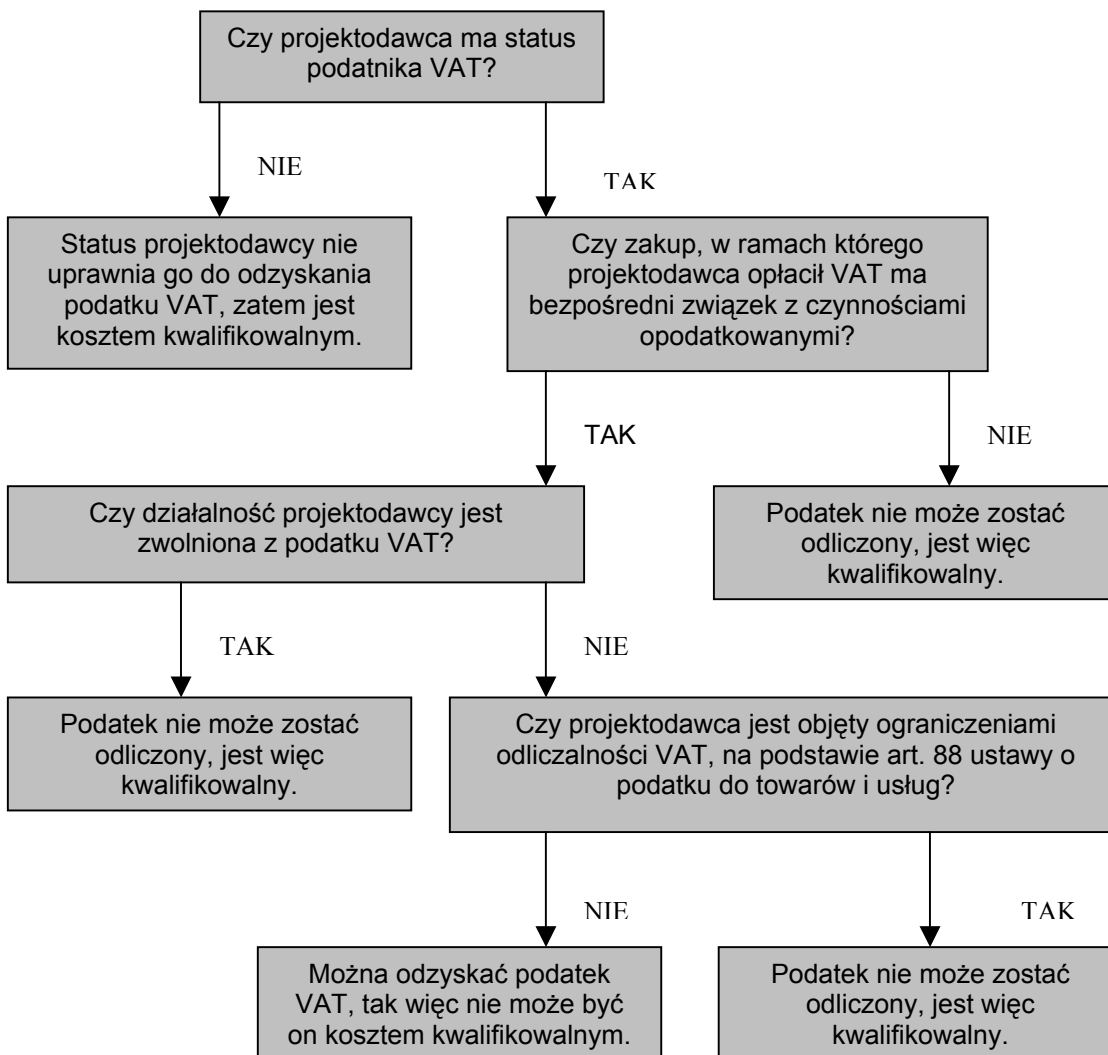 Czy projektodawca ma status
podatnika VAT?
NIE
TAK
Status projektodawcy nie
uprawnia go do odzyskania
podatku VAT, zatem jest
kosztem kwalifikowalnym.
Czy zakup, w ramach którego
projektodawca opłacił VAT ma
bezpośredni związek z czynnościami
opodatkowanymi?
TAK
NIE
Czy działalność projektodawcy jest
zwolniona z podatku VAT?
Podatek nie może zostać
odliczony, jest więc
kwalifikowalny.
TAK
NIE
Podatek nie może zostać
odliczony, jest więc
kwalifikowalny.
Czy projektodawca jest objęty ograniczeniami
odliczalności VAT, na podstawie art. 88 ustawy o
podatku do towarów i usług?
NIE
TAK
Można odzyskać podatek
VAT, tak więc nie może być
on kosztem kwalifikowalnym.
Podatek nie może zostać
odliczony, jest więc
kwalifikowalny.